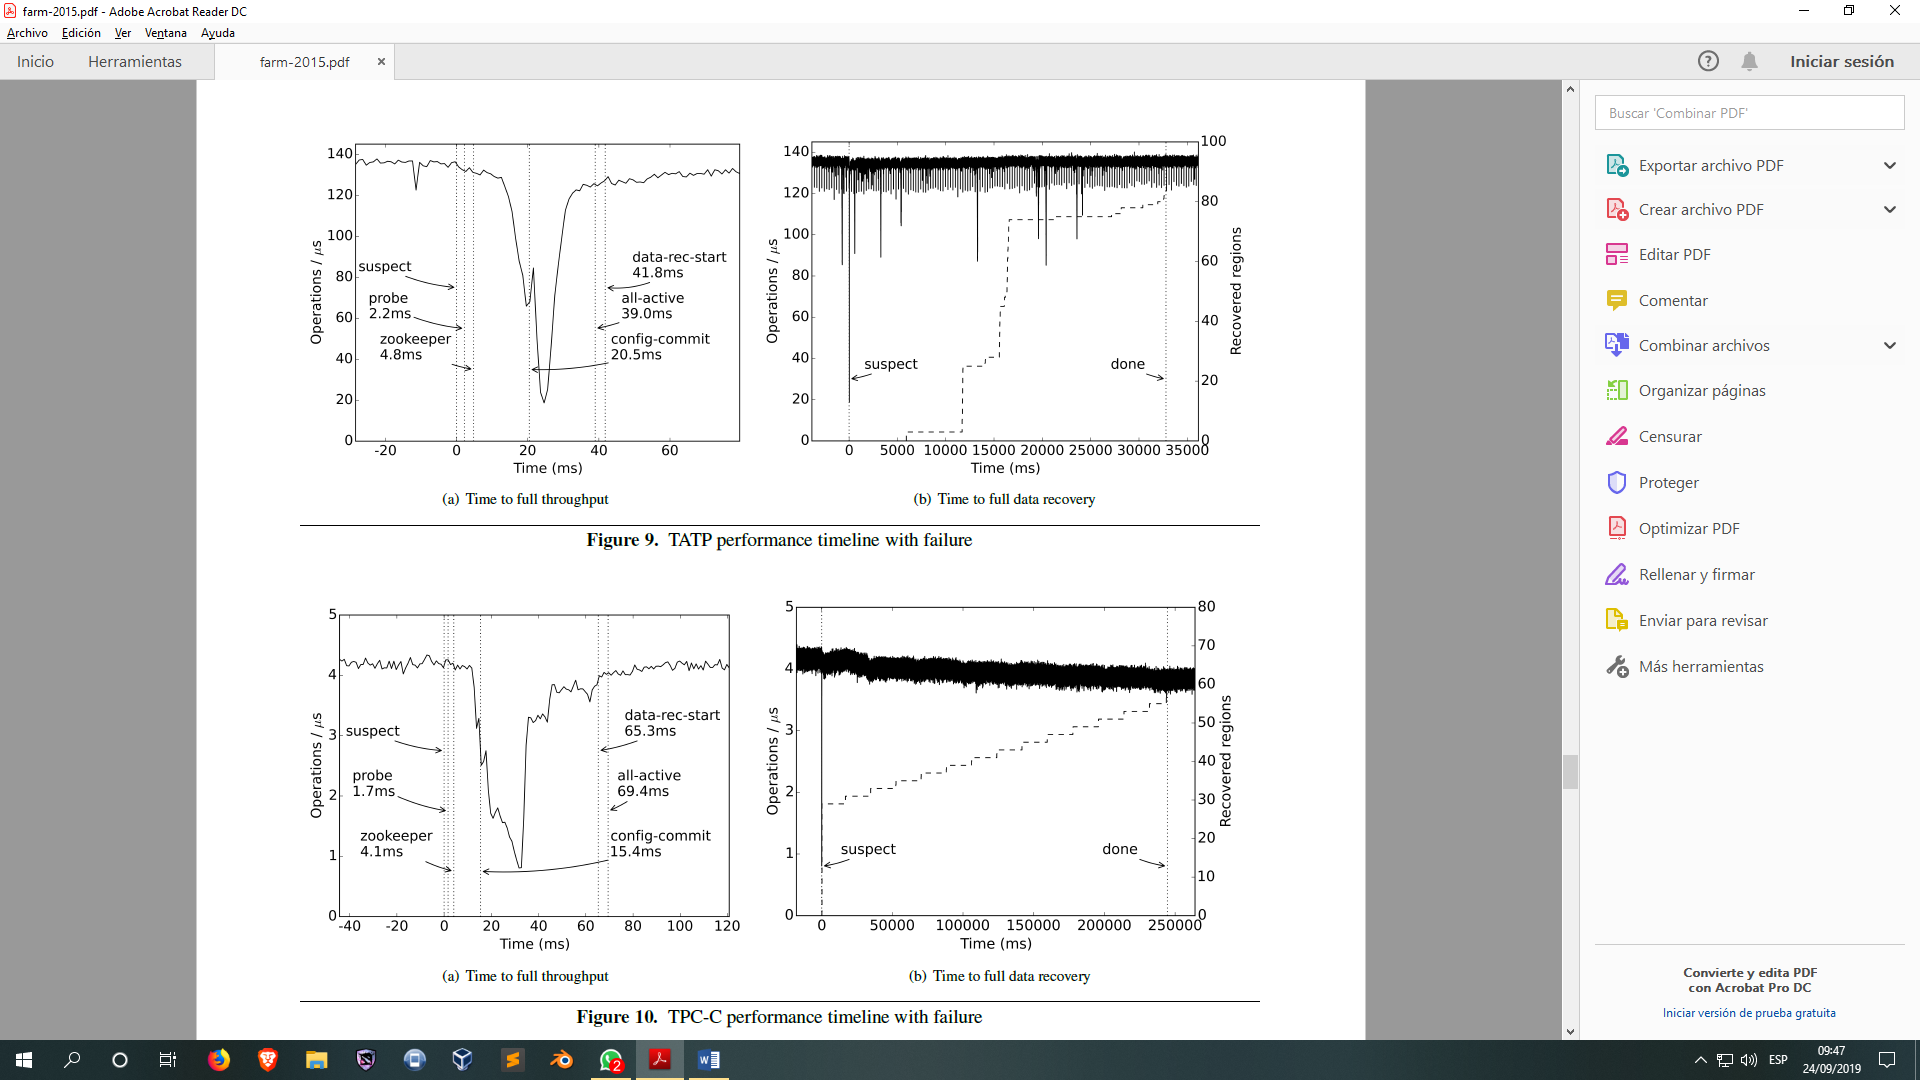 farm-2015.pdf - Adobe Acrobat Reader DC
Archivo Edición Ver Ventana Ayuda
Inicio Herramientas farm-2015.pdf × Iniciar sesión
140
120
100
80
60
40
20
0
Operations / μs
suspect
probe
2.2ms
zookeeper
4.8ms
data-rec-start
41.8ms
all-active
39.0ms
config-commit
20.5ms
-20 0 20 40 60
Time (ms)
(a) Time to full throughput
140
120
100
80
60
40
20
0
Operations / μs
suspect
done
100
80
60
40
20
0
Recovered regions
0 5000 10000 15000 20000 25000 30000 35000
Time (ms)
(b) Time to full data recovery
Figure 9. TATP performance timeline with failure
5
4
3
2
1
0
Operations / μs
suspect
probe
1.7ms
zookeeper
4.1ms
data-rec-start
65.3ms
all-active
69.4ms
config-commit
15.4ms
-40 -20 0 20 40 60 80 100 120
Time (ms)
(a) Time to full throughput
5
4
3
2
1
0
Operations / μs
suspect
done
80
70
60
50
40
30
20
10
0
Recovered regions
0 50000 100000 150000 200000 250000
Time (ms)
(b) Time to full data recovery
Figure 10. TPC-C performance timeline with failure
Buscar 'Combinar PDF'
Exportar archivo PDF
Crear archivo PDF
Editar PDF
Comentar
Combinar archivos
Organizar páginas
Censurar
Proteger
Optimizar PDF
Rellenar y firmar
Enviar para revisar
Más herramientas
Convierte y edita PDF
con Acrobat Pro DC
Iniciar versión de prueba gratuita
2
ESP
09:47
24/09/2019